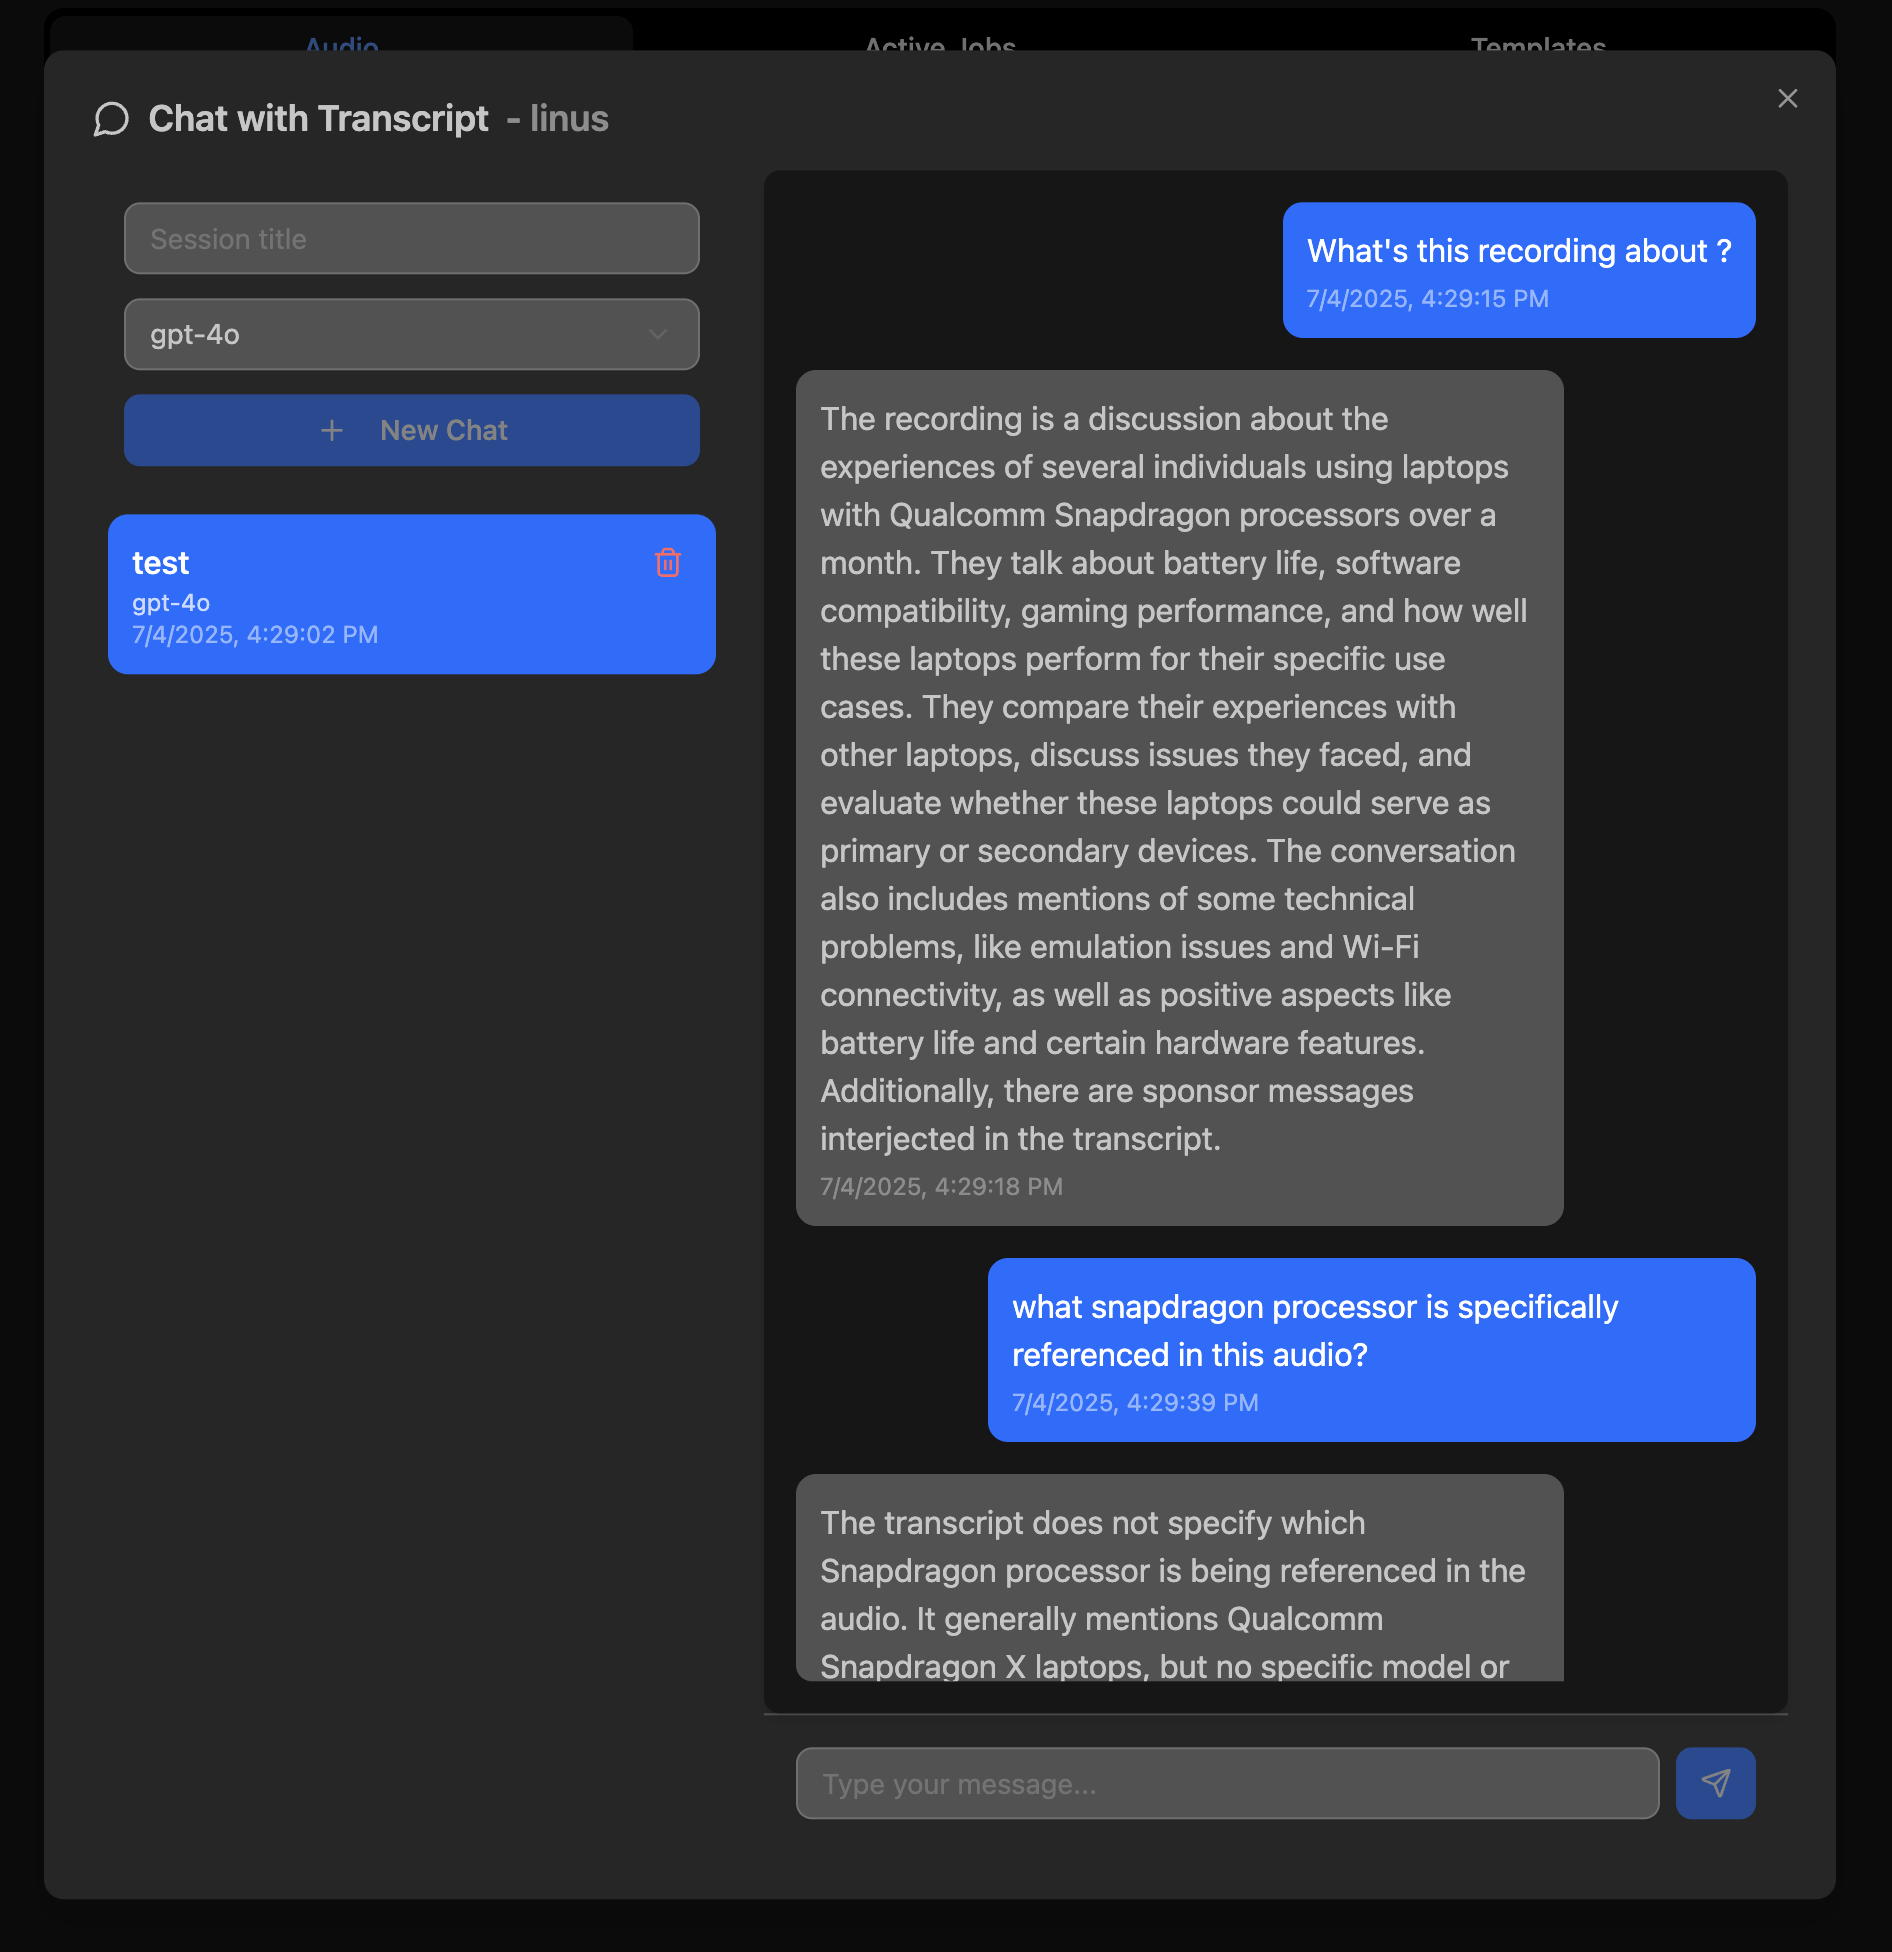 Audio
Active Jobs
Templates
Chat with Transcript - linus
Session title
gpt-4o
New Chat
test
gpt-4o
7/4/2025, 4:29:02 PM
What's this recording about ?
7/4/2025, 4:29:15 PM
The recording is a discussion about the
experiences of several individuals using laptops
with Qualcomm Snapdragon processors over a
month. They talk about battery life, software
compatibility, gaming performance, and how well
these laptops perform for their specific use
cases. They compare their experiences with
other laptops, discuss issues they faced, and
evaluate whether these laptops could serve as
primary or secondary devices. The conversation
also includes mentions of some technical
problems, like emulation issues and Wi-Fi
connectivity, as well as positive aspects like
battery life and certain hardware features.
Additionally, there are sponsor messages
interjected in the transcript.
7/4/2025, 4:29:18 PM
what snapdragon processor is specifically
referenced in this audio?
7/4/2025, 4:29:39 PM
The transcript does not specify which
Snapdragon processor is being referenced in the
audio. It generally mentions Qualcomm
Snapdragon X laptops, but no specific model or
Type your message...